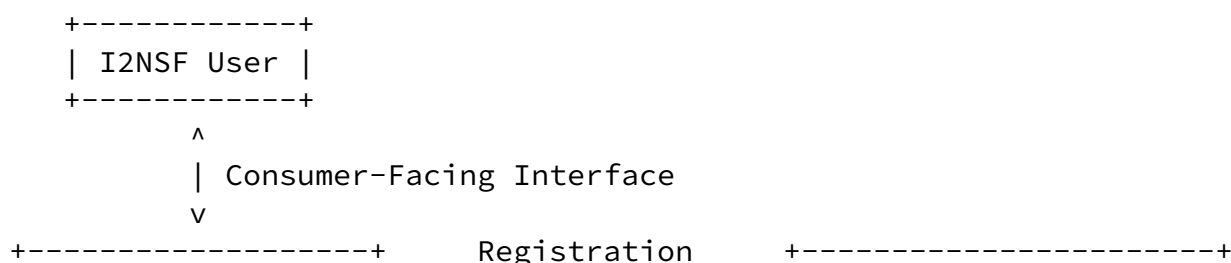 +------------+
| I2NSF User |
+------------+
^
| Consumer-Facing Interface
v
+-------------------+     Registration     +-----------------------+